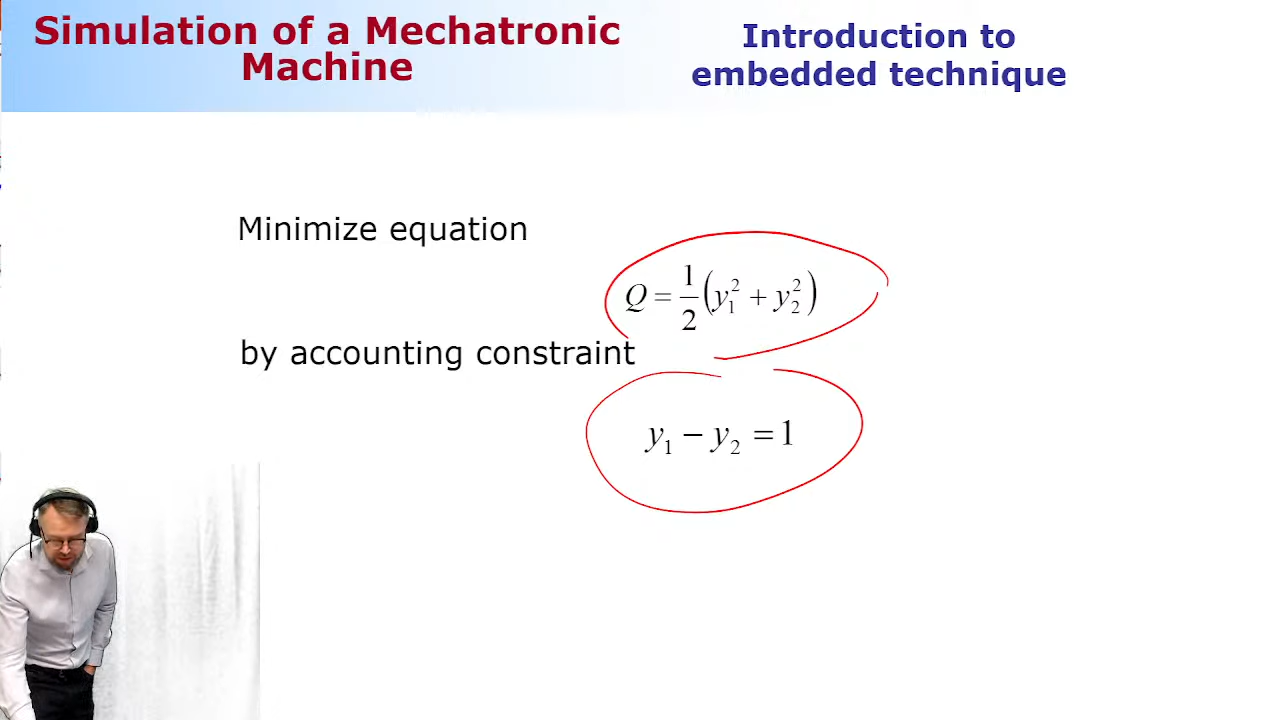 Simulation of a Mechatronic
Machine
Introduction to
embedded technique
Minimize equation
Q = 1/2 (y₁² + y₂²)
by accounting constraint
y₁ − y₂ = 1